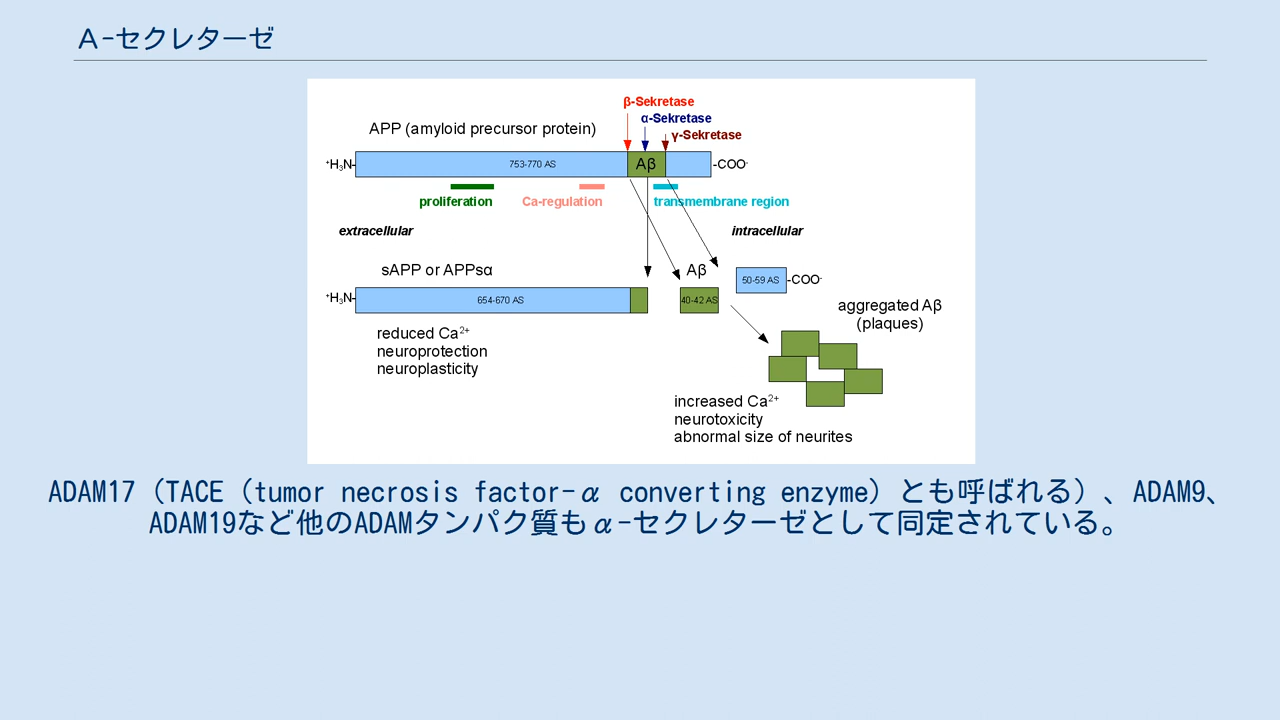 Α-セクレターゼ
β-Sekretase
α-Sekretase
γ-Sekretase
APP (amyloid precursor protein)
⁺H₃N-
753-770 AS
Aβ
-COO⁻
proliferation
Ca-regulation
transmembrane region
extracellular
intracellular
sAPP or APPsα
Aβ
⁺H₃N-
654-670 AS
40-42 AS
50-59 AS
-COO⁻
aggregated Aβ
(plaques)
reduced Ca²⁺
neuroprotection
neuroplasticity
increased Ca²⁺
neurotoxicity
abnormal size of neurites
ADAM17（TACE（tumor necrosis factor-α converting enzyme）とも呼ばれる）、ADAM9、
ADAM19など他のADAMタンパク質もα-セクレターゼとして同定されている。